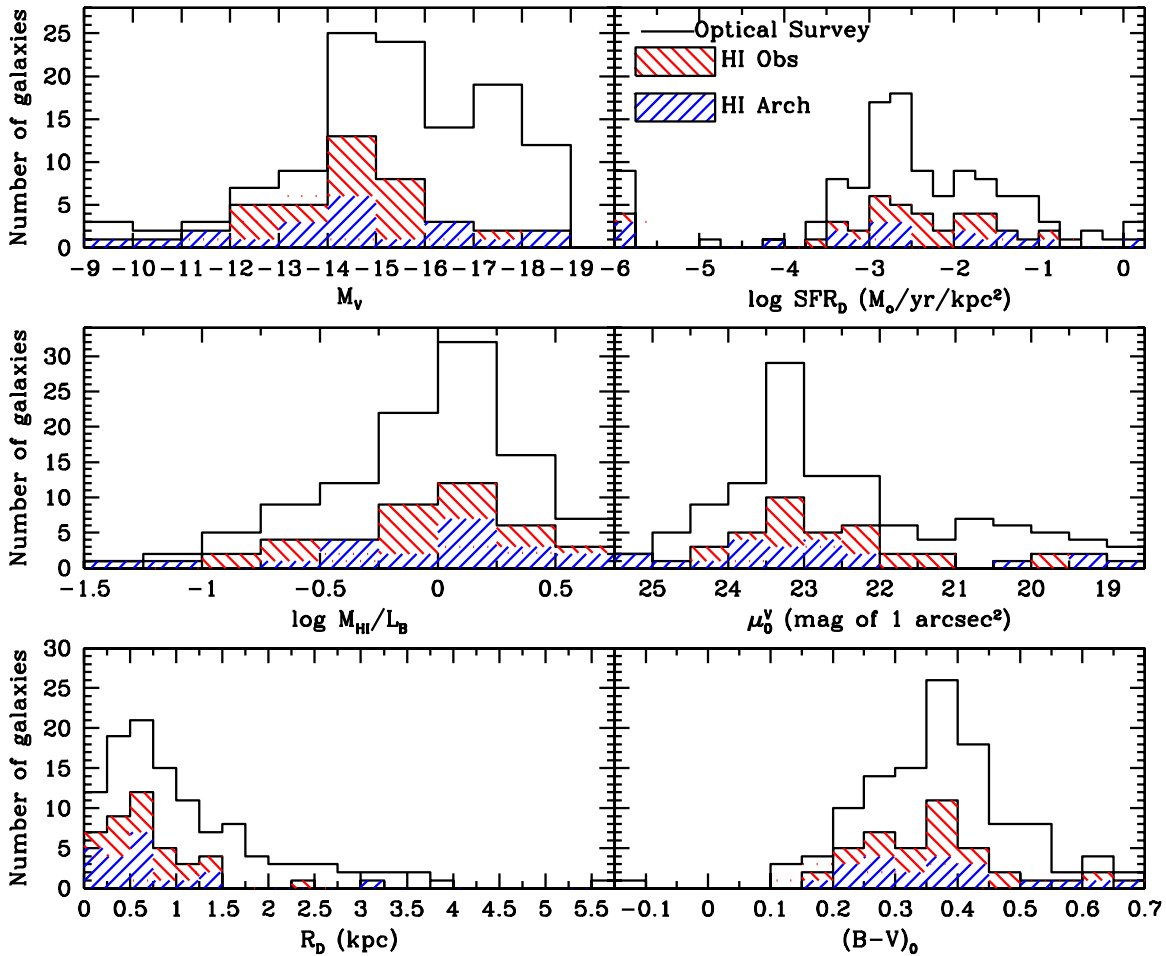 Number of galaxies
25
20
15
10
5
0
-9 -10 -11 -12 -13 -14 -15 -16 -17 -18 -19
M_V
Optical Survey
HI Obs
HI Arch
-6 -5 -4 -3 -2 -1 0
log SFR_D (M_o/yr/kpc²)
Number of galaxies
30
25
20
15
10
5
0
-1.5 -1 -0.5 0 0.5
log M_HI/L_B
25 24 23 22 21 20 19
μ₀ⱽ (mag of 1 arcsec²)
Number of galaxies
30
25
20
15
10
5
0
0 0.5 1 1.5 2 2.5 3 3.5 4 4.5 5 5.5
R_D (kpc)
-0.1 0 0.1 0.2 0.3 0.4 0.5 0.6 0.7
(B-V)₀